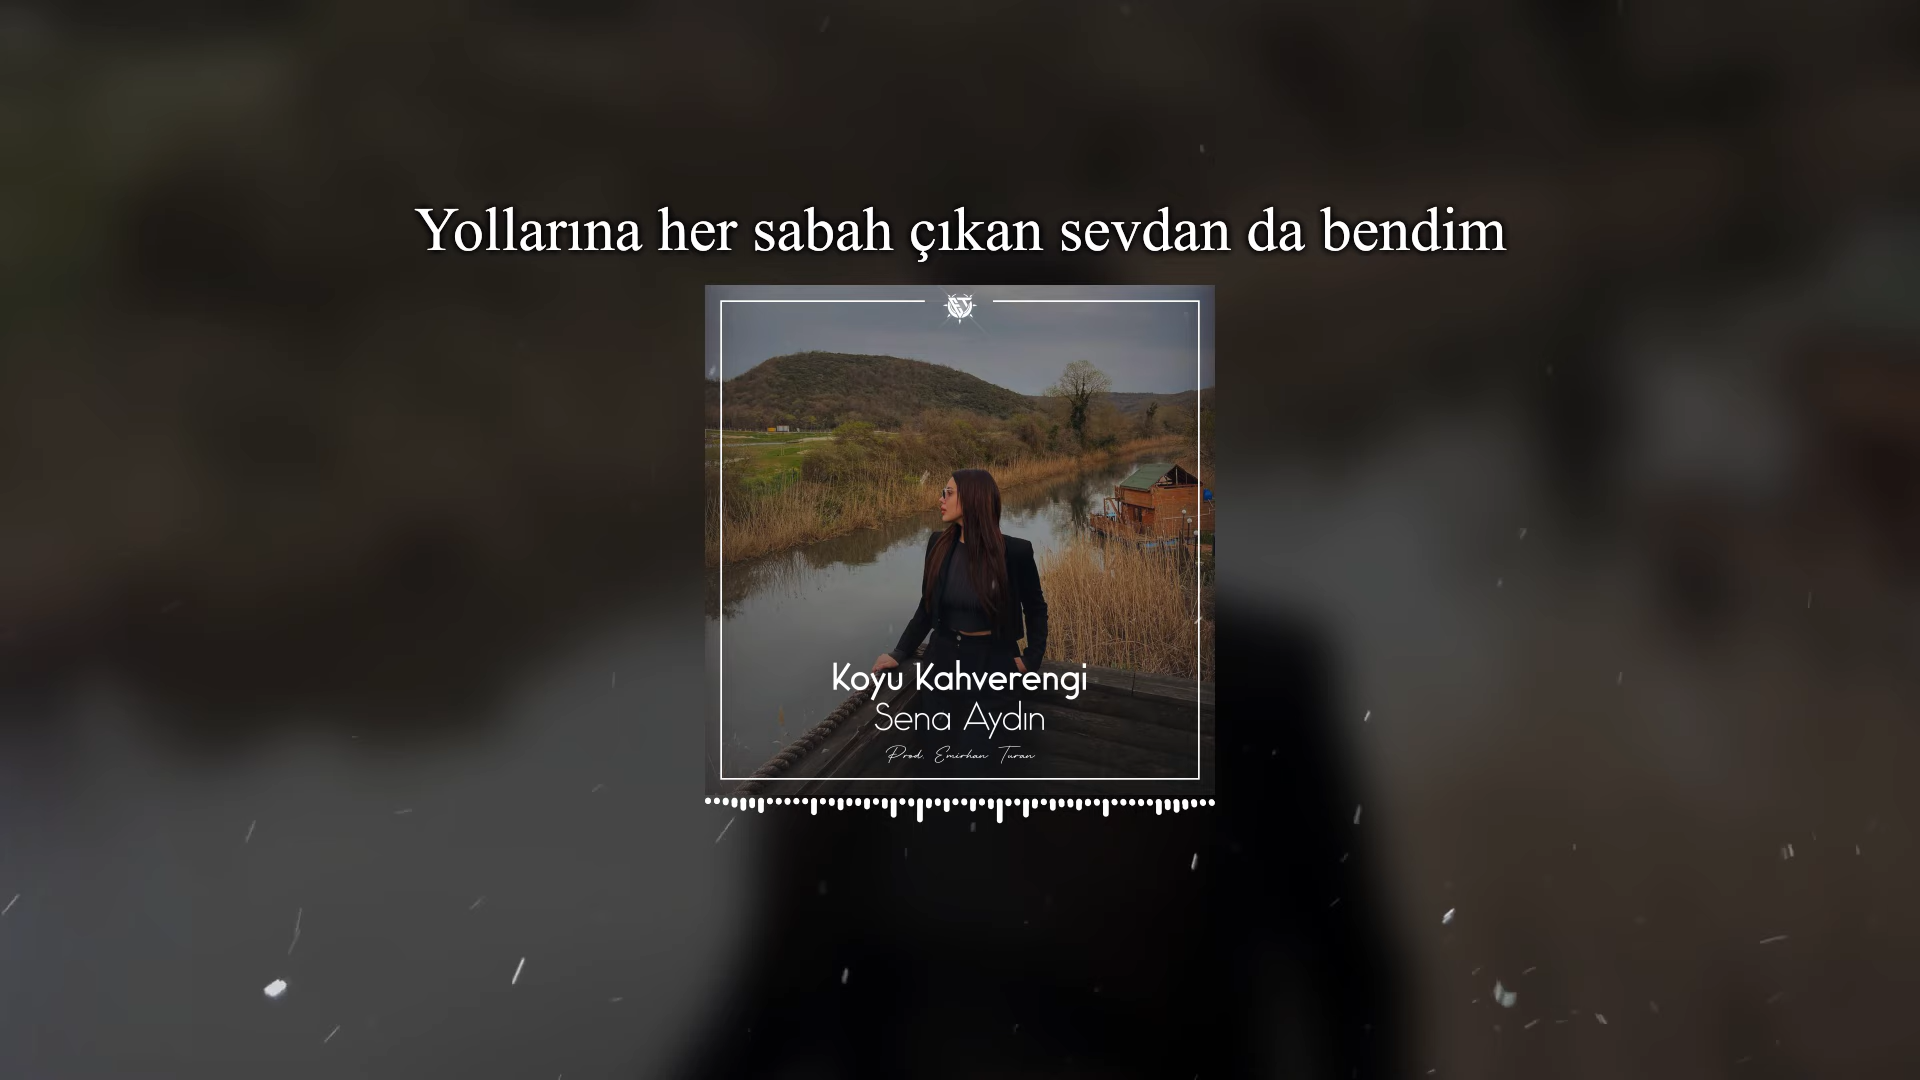 Yollarına her sabah çıkan sevdan da bendim
Koyu Kahverengi
Sena Aydın
Prod. Emirhan Turan